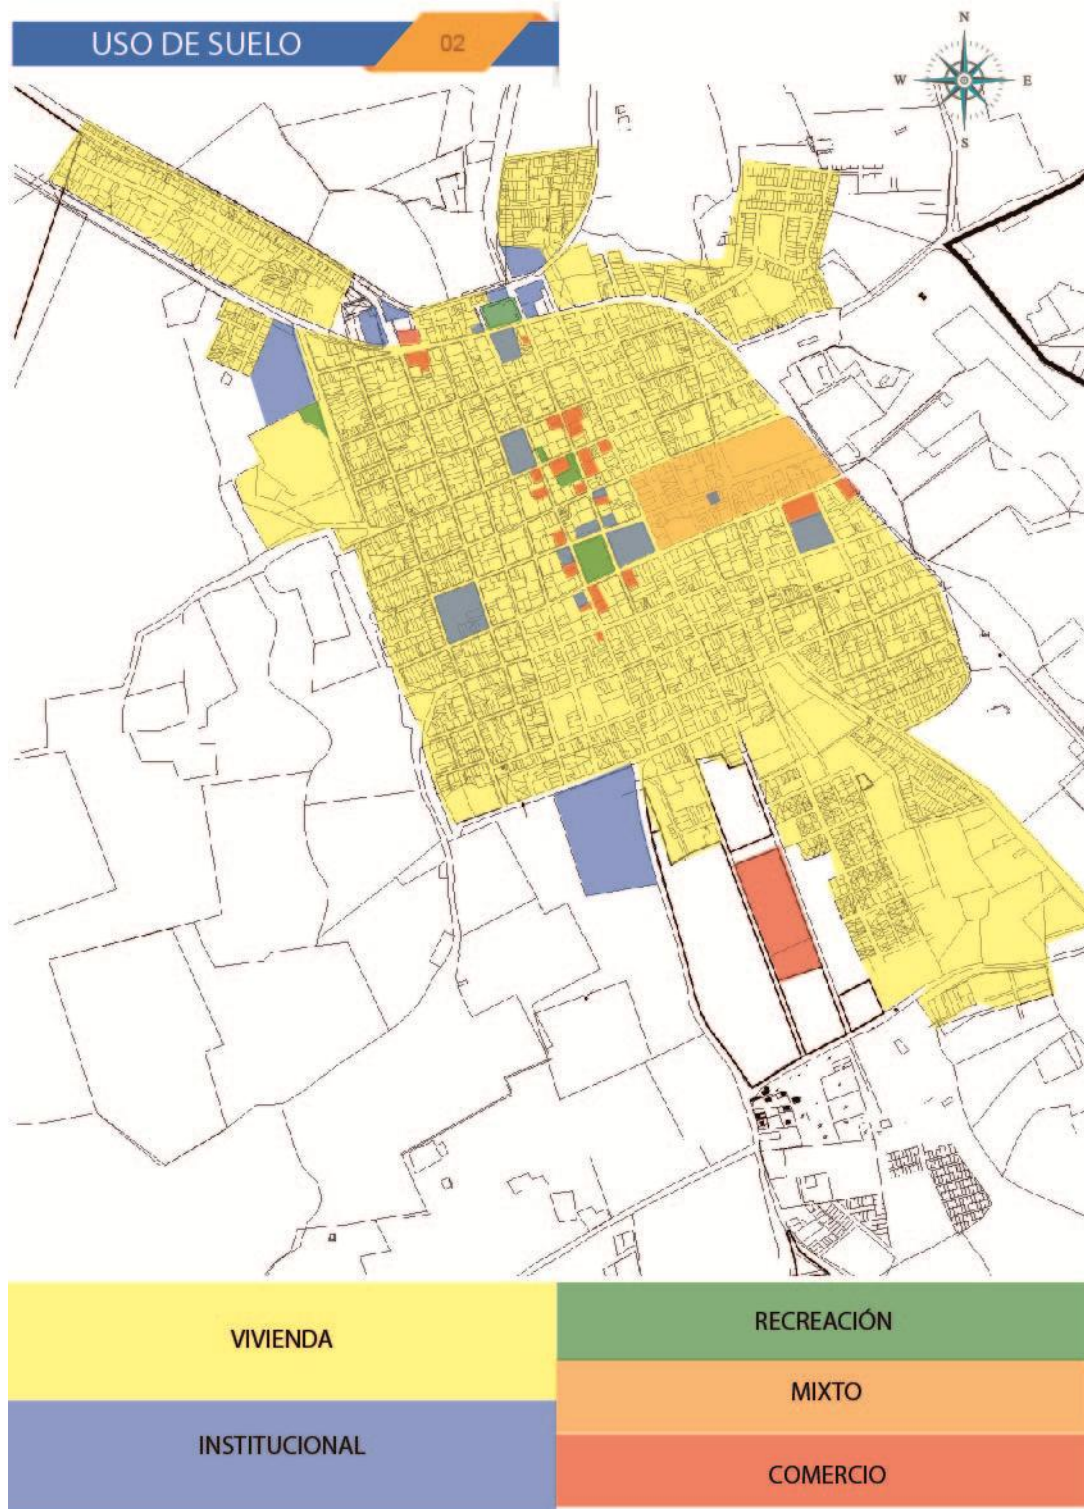 USO DE SUELO
02
N
W
E
S
VIVIENDA
RECREACIÓN
MIXTO
INSTITUCIONAL
COMERCIO